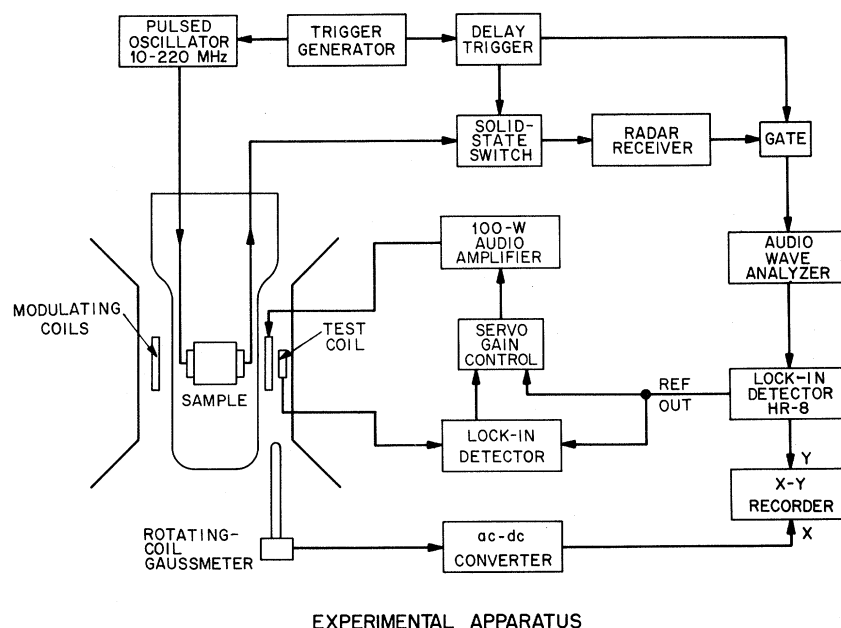 PULSED
OSCILLATOR
10-220 MHz
TRIGGER
GENERATOR
DELAY
TRIGGER
SOLID-
STATE
SWITCH
RADAR
RECEIVER
GATE
100-W
AUDIO
AMPLIFIER
AUDIO
WAVE
ANALYZER
MODULATING
COILS
TEST
COIL
SERVO
GAIN
CONTROL
SAMPLE
REF
OUT
LOCK-IN
DETECTOR
HR-8
LOCK-IN
DETECTOR
Y
X-Y
RECORDER
X
ROTATING-
COIL
GAUSSMETER
ac-dc
CONVERTER
EXPERIMENTAL APPARATUS